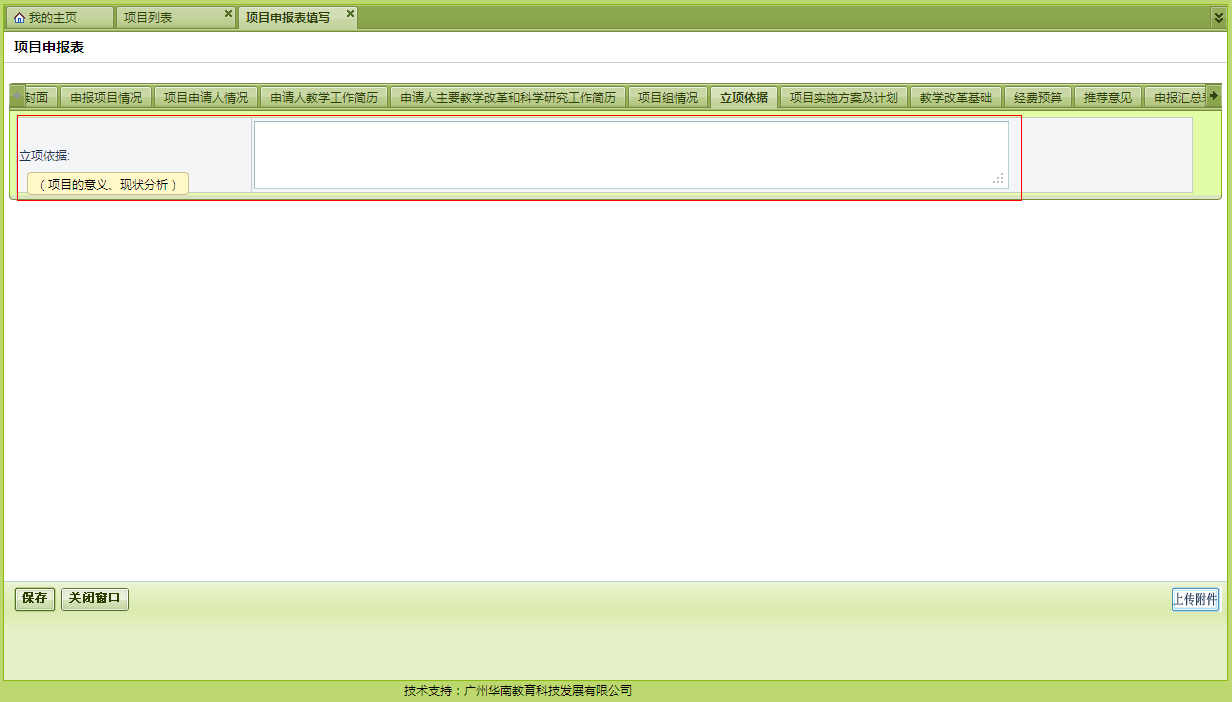 我的主页
项目列表
项目申报表填写
项目申报表
封面
申报项目情况
项目申请人情况
申请人教学工作简历
申请人主要教学改革和科学研究工作简历
项目组情况
立项依据
项目实施方案及计划
教学改革基础
经费预算
推荐意见
申报汇总
立项依据:
（项目的意义、现状分析）
保存
关闭窗口
上传附件
技术支持：广州华南教育科技发展有限公司